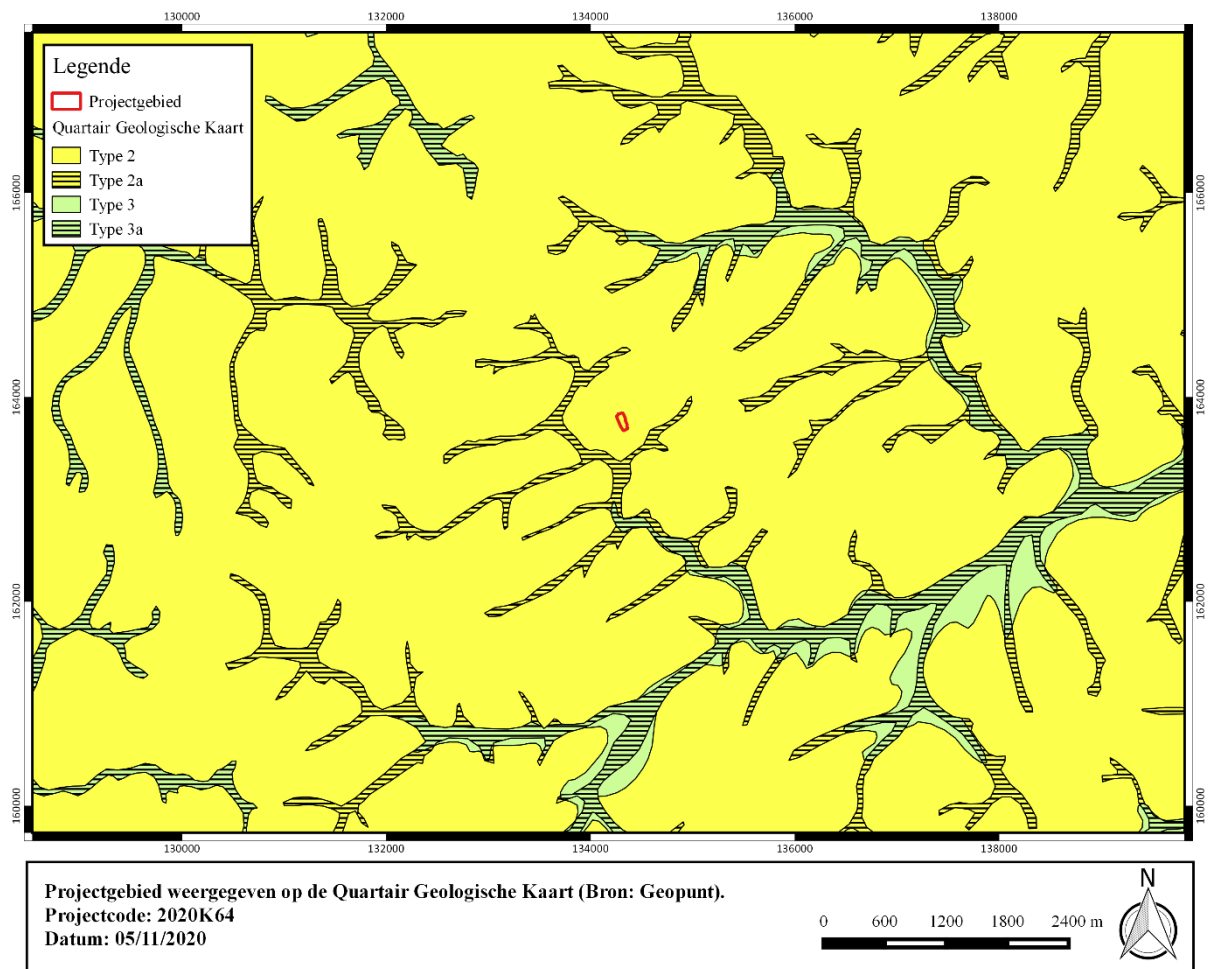 130000 132000 134000 136000 138000
Legende
Projectgebied
Quartair Geologische Kaart
Type 2
Type 2a
Type 3
Type 3a
166000 166000
164000 164000
162000 162000
160000 160000
130000 132000 134000 136000 138000
Projectgebied weergegeven op de Quartair Geologische Kaart (Bron: Geopunt).
Projectcode: 2020K64
Datum: 05/11/2020
0 600 1200 1800 2400 m
N